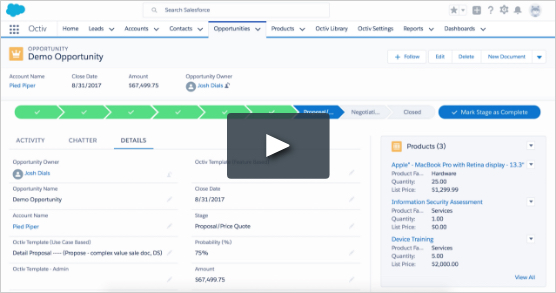 Search Salesforce
Octiv Home Leads Accounts Contacts Opportunities Products Octiv Library Octiv Settings Reports Dashboards
OPPORTUNITY
Demo Opportunity
+ Follow Edit Delete New Document
Account Name Close Date Amount Opportunity Owner
Pied Piper 8/31/2017 $67,499.75 Josh Dials
Proposal/... Negotiati... Closed Mark Stage as Complete
ACTIVITY CHATTER DETAILS
Products (3)
Opportunity Owner Octiv Template
Josh Dials
Apple® - MacBook Pro with Retina display - 13.3"
Product Fa... Hardware
Quantity: 25.00
List Price: $1,299.99
Opportunity Name Close Date
Demo Opportunity 8/31/2017
Information Security Assessment
Product Fa... Services
Quantity: 1.00
List Price: $0.00
Account Name Stage
Pied Piper Proposal/Price Quote
Octiv Template (Use Case Based) Probability (%)
Detail Proposal ---- (Propose - complex value sale doc, DS) 75%
Device Training
Product Fa... Services
Quantity: 5.00
List Price: $2,000.00
Octiv Template - Admin Amount
$67,499.75
View All